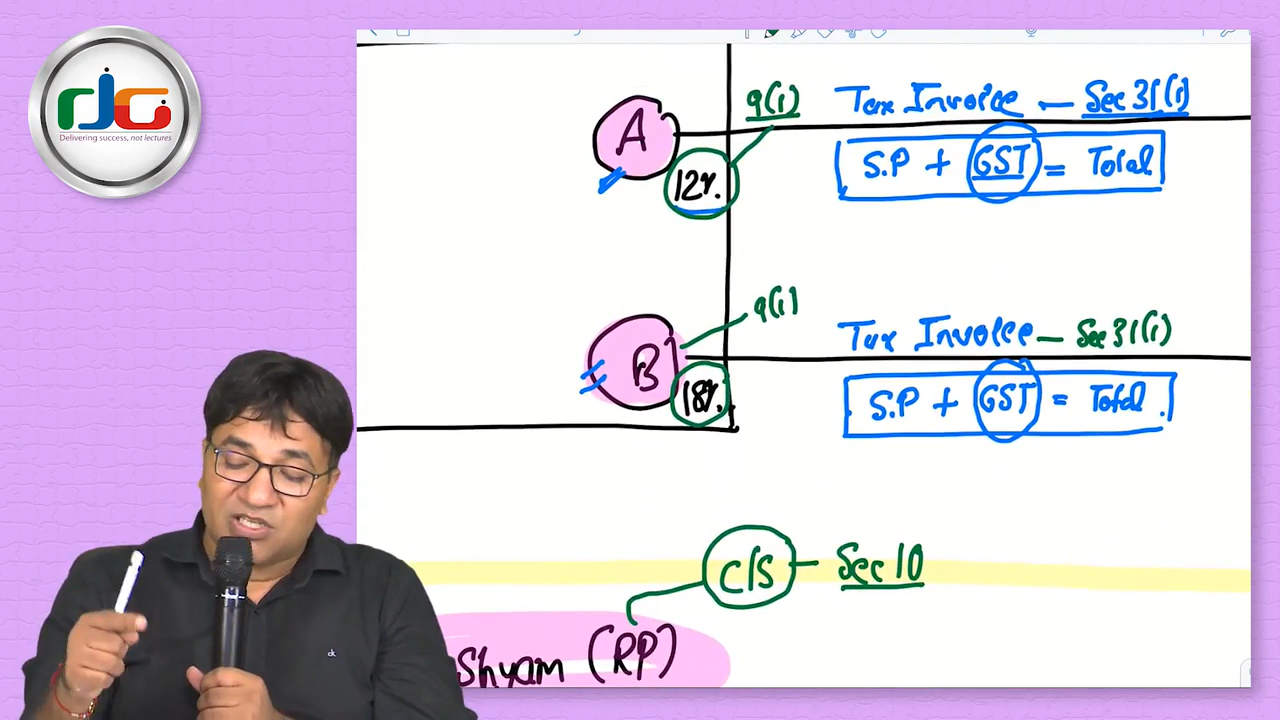 Delivering success, not lectures
A
9(1)
Tax Invoice - Sec 31(1)
12%.
S.P + GST = Total
B
9(1)
Tax Invoice - Sec 31(1)
18%.
S.P + GST = Total.
C/S - Sec 10
Shyam (RP)